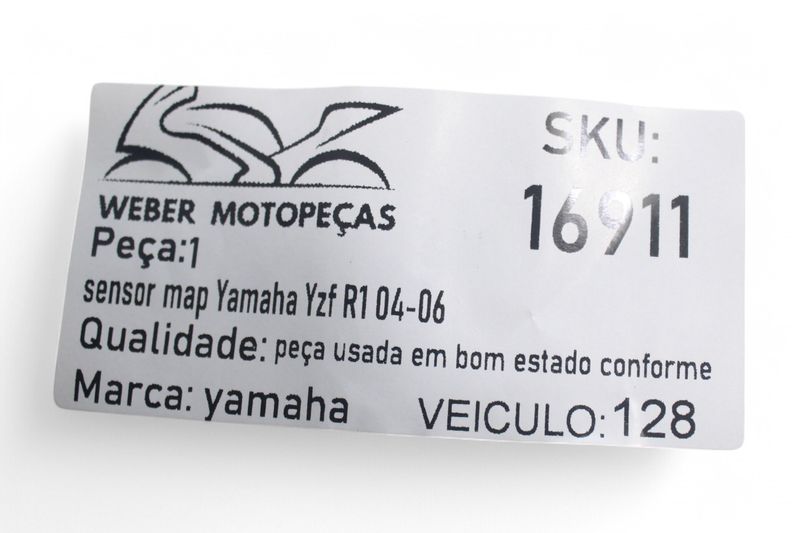 WEBER MOTOPEÇAS
SKU:
16911
Peça:1
sensor map Yamaha Yzf R1 04-06
Qualidade: peça usada em bom estado conforme
Marca: yamaha
VEICULO: 128